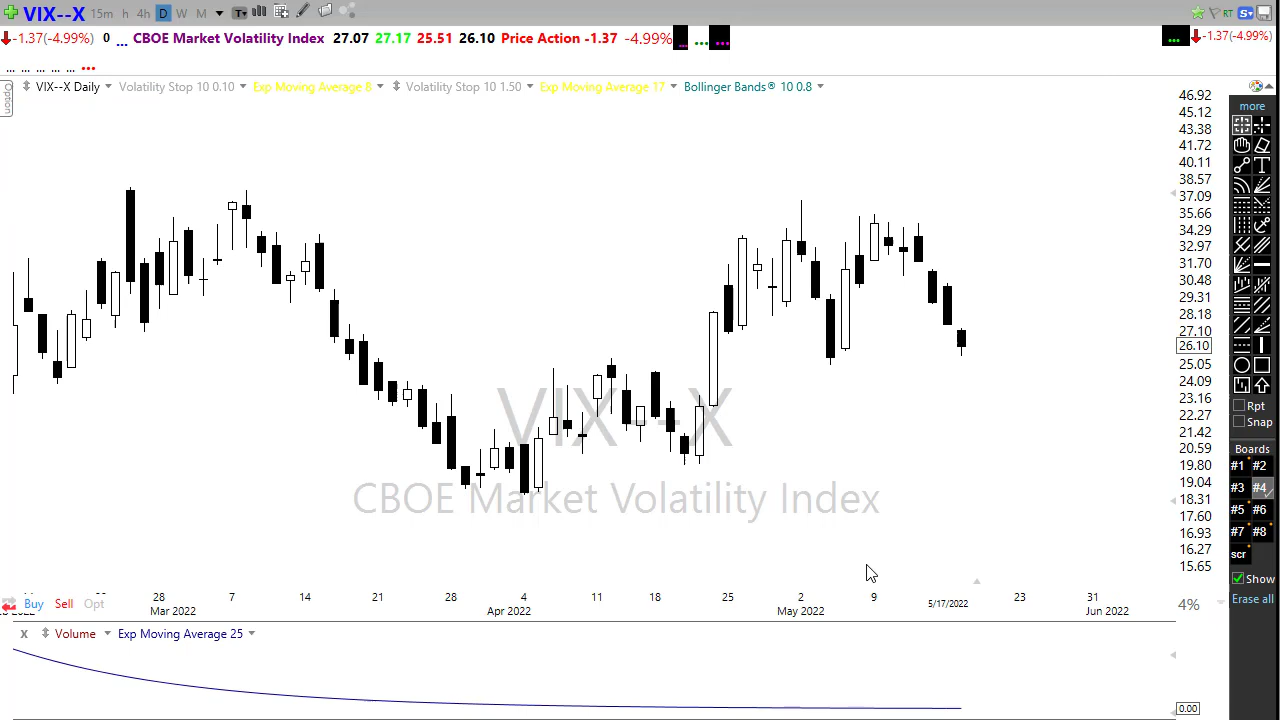 VIX--X 15m h 4h D W M T RT S
-1.37(-4.99%) 0 ... CBOE Market Volatility Index 27.07 27.17 25.51 26.10 Price Action -1.37 -4.99% ... ... ... ... -1.37(-4.99%)
... ... ... ... ... ...
Option
VIX--X Daily Volatility Stop 10 0.10 Exp Moving Average 8 Volatility Stop 10 1.50 Exp Moving Average 17 Bollinger Bands® 10 0.8
46.92
45.12
43.38
41.72
40.11
38.57
37.09
35.66
34.29
32.97
31.70
30.48
29.31
28.18
27.10
26.10
25.05
24.09
23.16
22.27
21.42
20.59
19.80
19.04
18.31
17.60
16.93
16.27
15.65
VIX--X
CBOE Market Volatility Index
more
T
Rpt
Snap
Boards
#1 #2
#3 #4
#5 #6
#7 #8
scr
Show
Erase all
28 7 14 21 28 4 11 18 25 2 9 5/17/2022 23 31
Mar 2022 Apr 2022 May 2022 Jun 2022
Buy Sell Opt
4%
x Volume Exp Moving Average 25
0.00